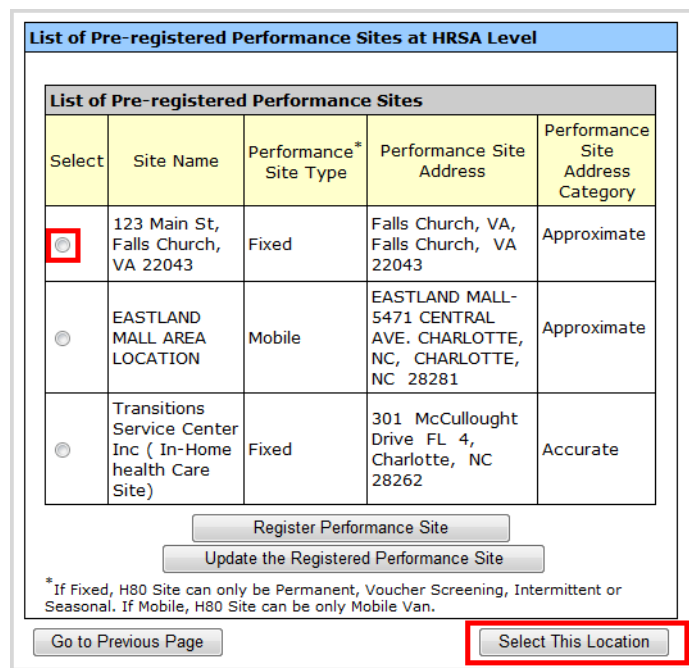 List of Pre-registered Performance Sites at HRSA Level
List of Pre-registered Performance Sites
Select
Site Name
Performance*
Site Type
Performance Site
Address
Performance
Site
Address
Category
123 Main St,
Falls Church,
VA 22043
Fixed
Falls Church, VA,
Falls Church, VA
22043
Approximate
EASTLAND
MALL AREA
LOCATION
Mobile
EASTLAND MALL-
5471 CENTRAL
AVE. CHARLOTTE,
NC, CHARLOTTE,
NC 28281
Approximate
Transitions
Service Center
Inc ( In-Home
health Care
Site)
Fixed
301 McCullought
Drive FL 4,
Charlotte, NC
28262
Accurate
Register Performance Site
Update the Registered Performance Site
*If Fixed, H80 Site can only be Permanent, Voucher Screening, Intermittent or
Seasonal. If Mobile, H80 Site can be only Mobile Van.
Go to Previous Page
Select This Location